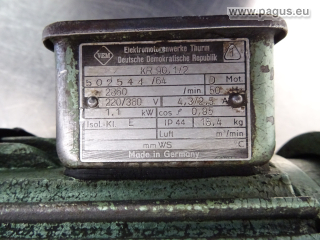 © www.pagus.eu
VEM
Elektromotorenwerke Thurm
Deutsche Demokratische Republik
KR 90.1/2
502544 /64 D Mot
2860 /min 50
220/380 V 4,3/2,5
1,1 kW cos φ 0,85
Isol.-Kl. E IP 44 15,4 kg
Luft m³/min
mm WS C
Made in Germany